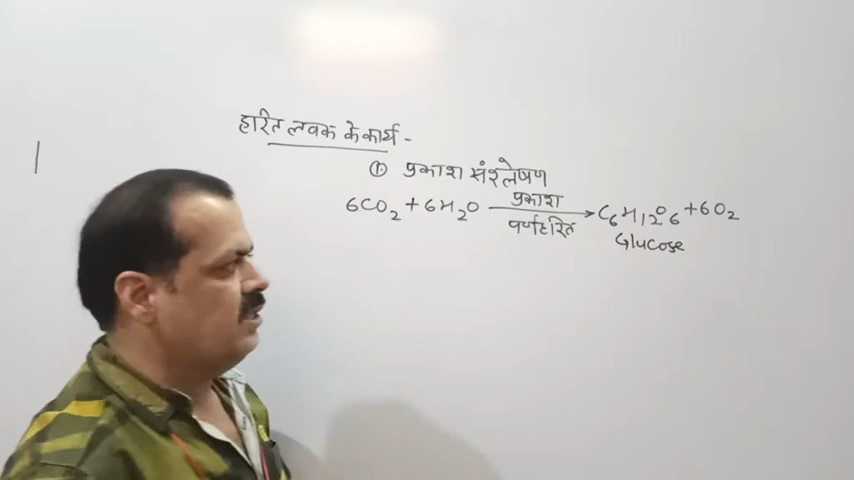 हरित लवक के कार्य -
① प्रकाश संश्लेषण
6CO₂ + 6H₂O प्रकाश → पर्णहरित C₆H₁₂O₆ + 6O₂
Glucose